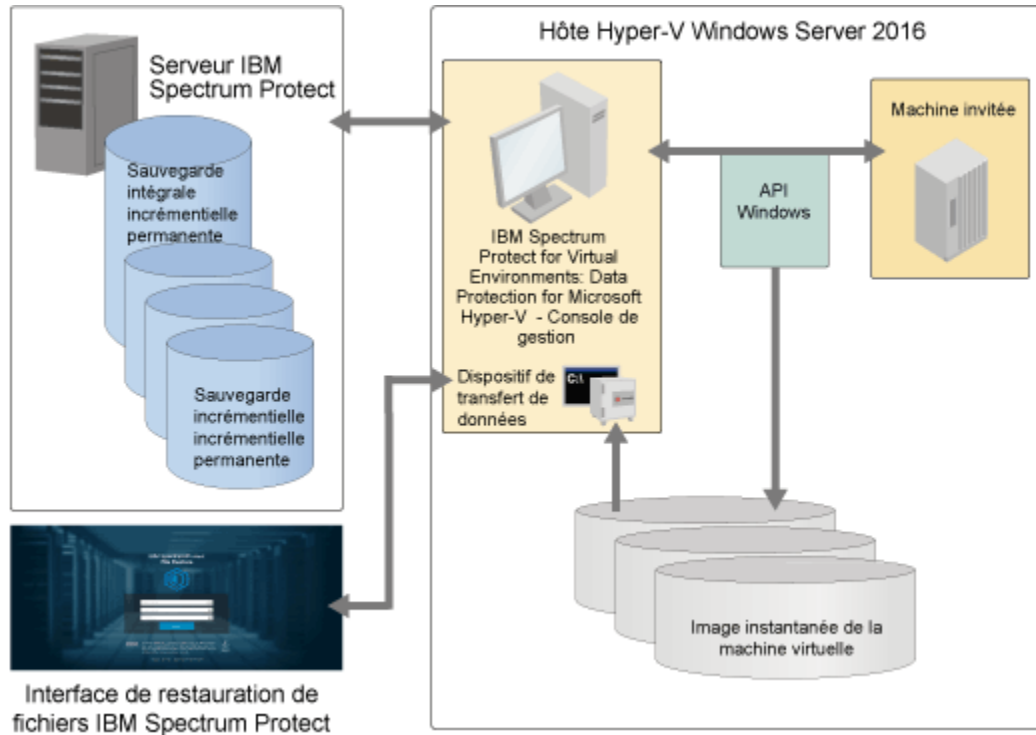 Serveur IBM
Spectrum Protect
Sauvegarde
intégrale
incrémentielle
permanente
Sauvegarde
incrémentielle
incrémentielle
permanente
Interface de restauration de
fichiers IBM Spectrum Protect
Hôte Hyper-V Windows Server 2016
IBM Spectrum
Protect for Virtual
Environments: Data
Protection for Microsoft
Hyper-V - Console de
gestion
Dispositif de
transfert de
données
C:\
API
Windows
Machine invitée
Image instantanée de la
machine virtuelle